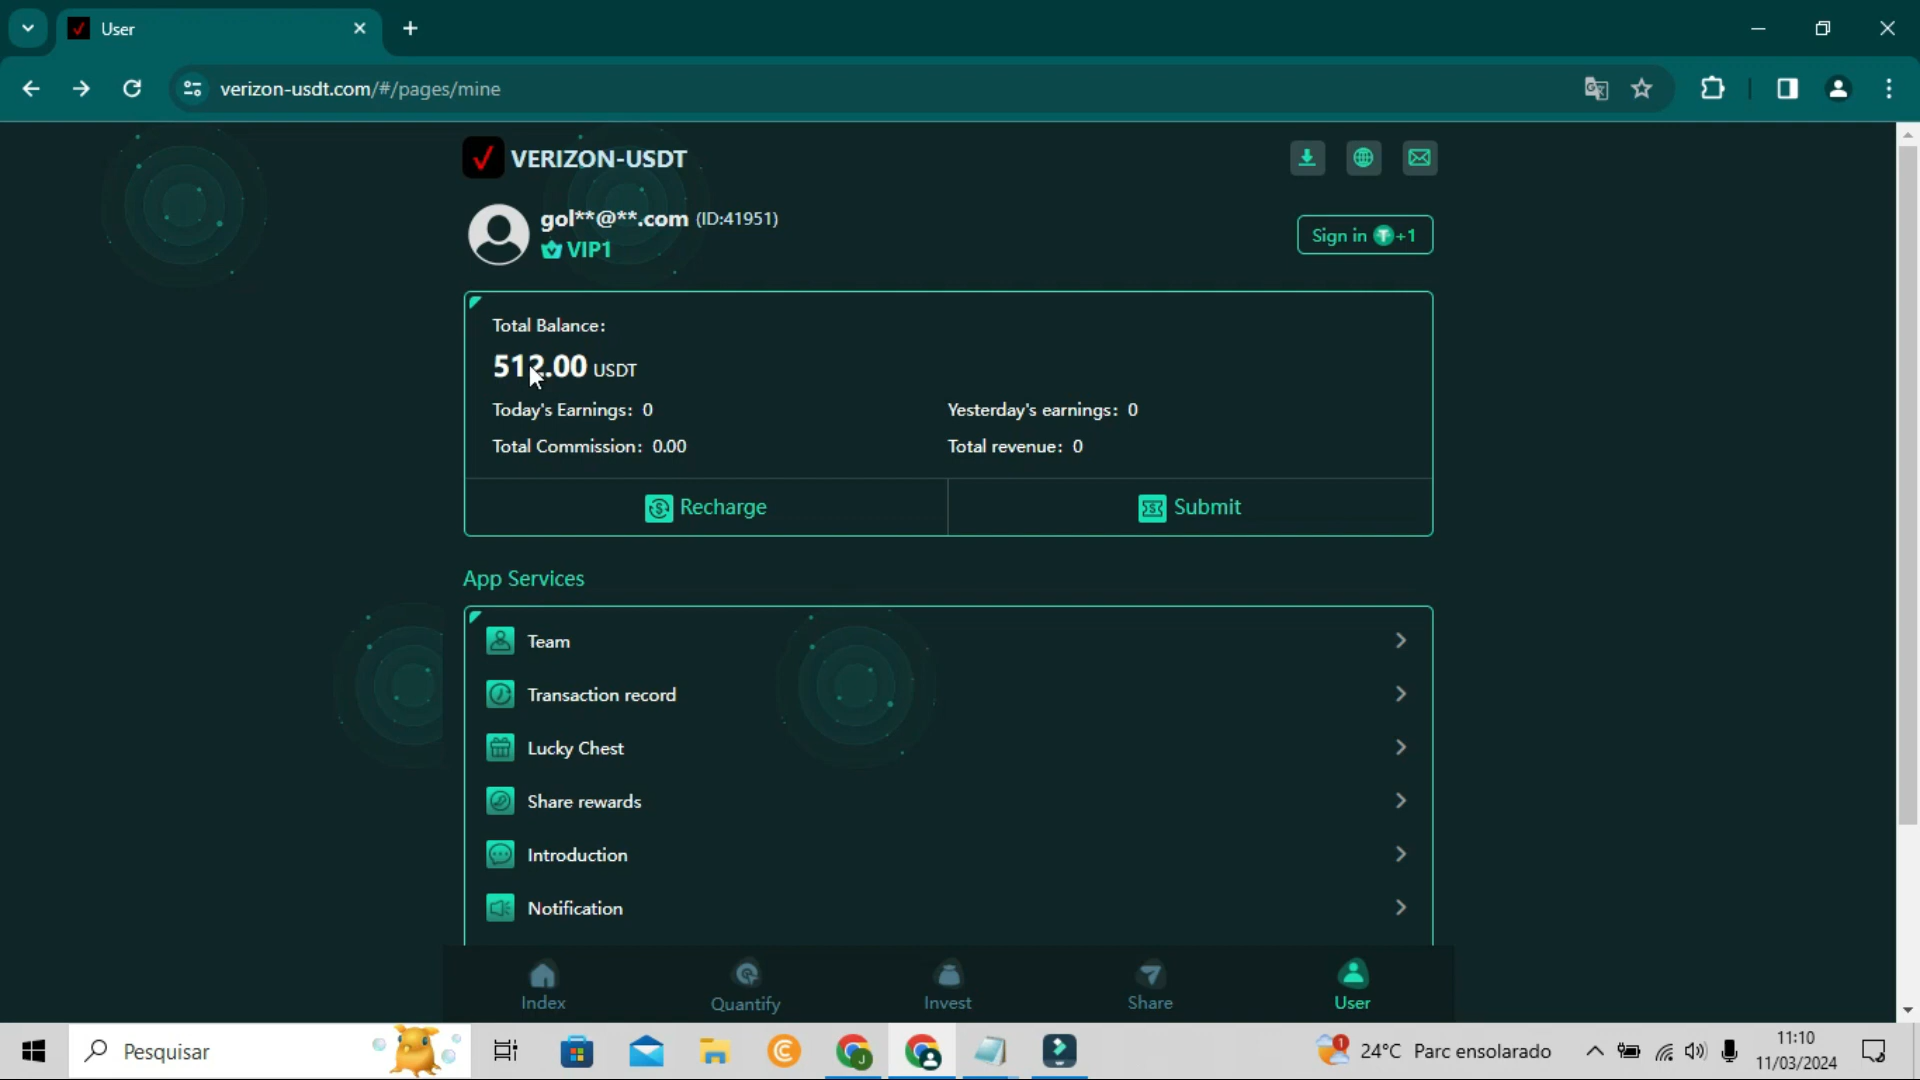 User
verizon-usdt.com/#/pages/mine
VERIZON-USDT
gol**@**.com (ID:41951)
VIP1
Sign in +1
Total Balance:
512.00 USDT
Today's Earnings: 0
Yesterday's earnings: 0
Total Commission: 0.00
Total revenue: 0
Recharge
Submit
App Services
Team
Transaction record
Lucky Chest
Share rewards
Introduction
Notification
Index
Quantify
Invest
Share
User
Pesquisar
1
24°C Parc ensolarado
11:10
11/03/2024